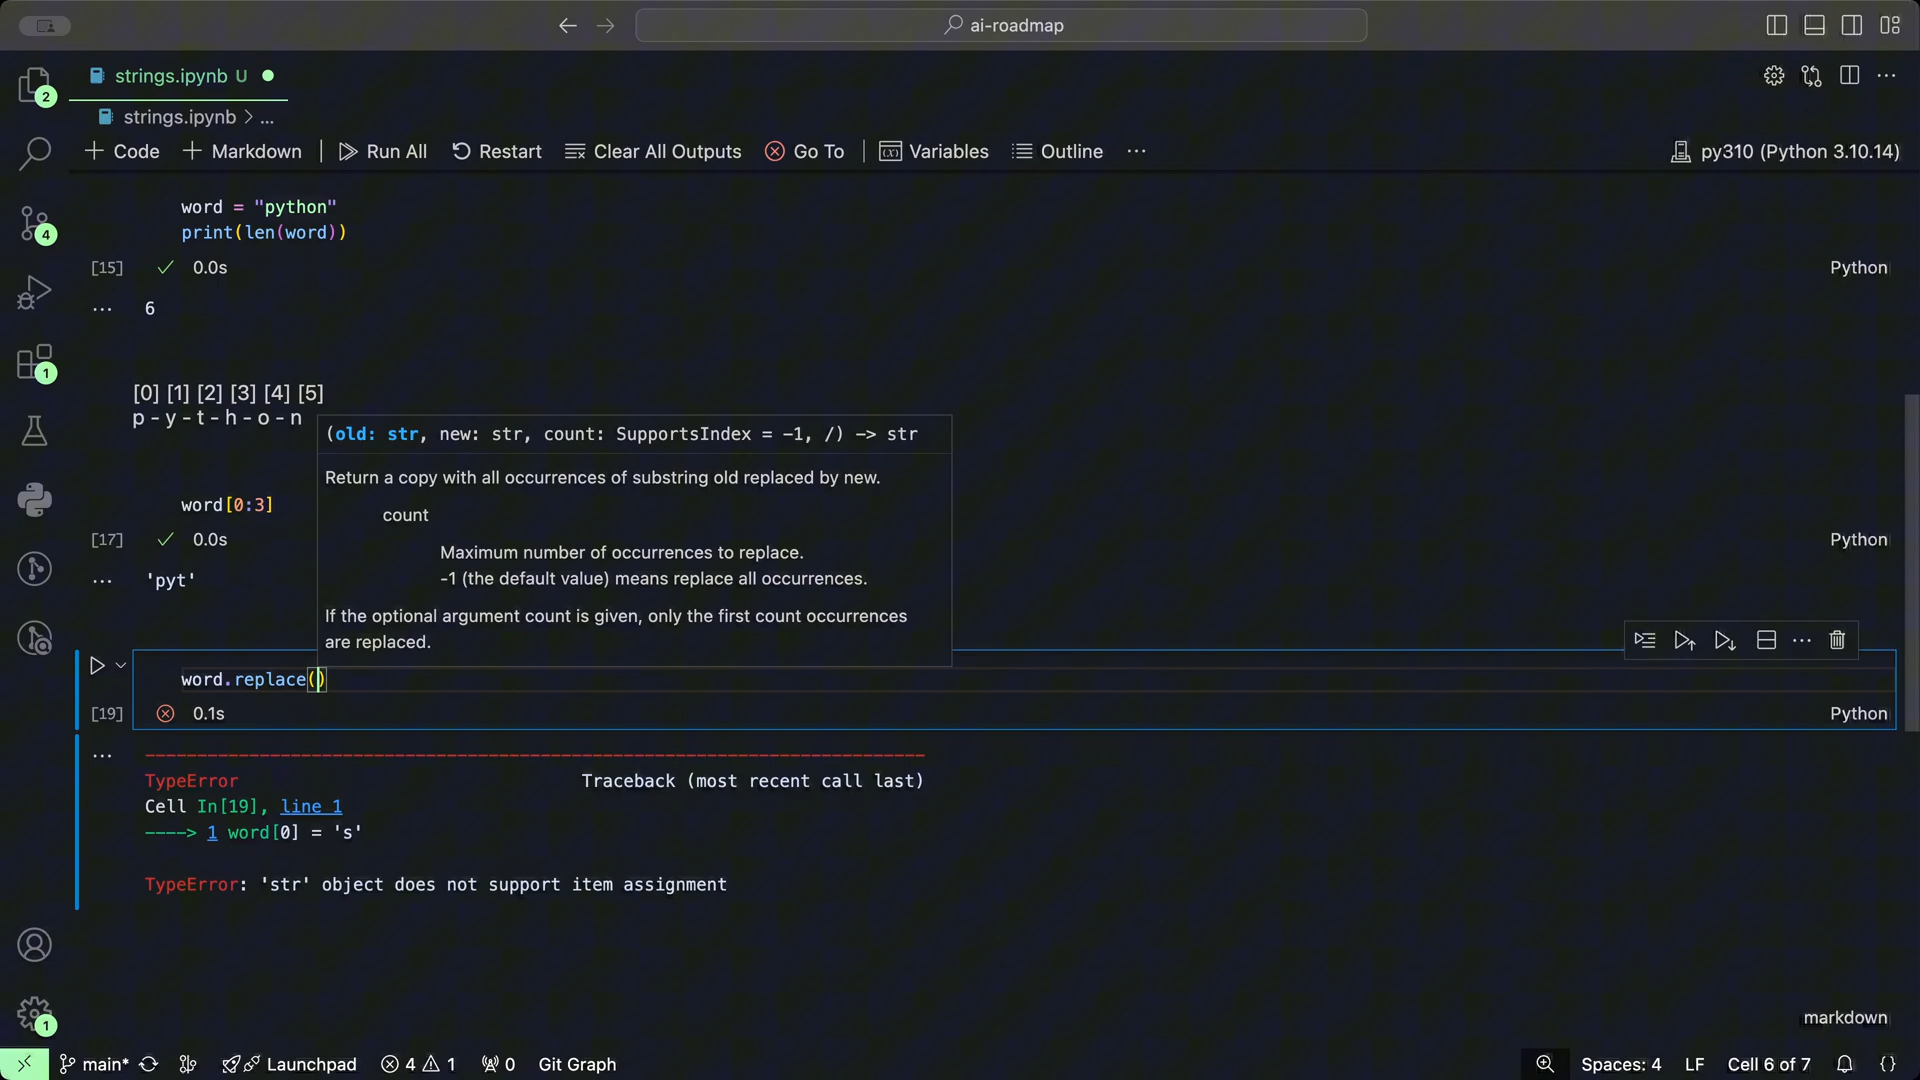 ai-roadmap
strings.ipynb U
strings.ipynb > ...
Code
Markdown
Run All
Restart
Clear All Outputs
Go To
Variables
Outline
...
py310 (Python 3.10.14)
word = "python"
print(len(word))
[15]
0.0s
Python
... 6
[0] [1] [2] [3] [4] [5]
p - y - t - h - o - n
(old: str, new: str, count: SupportsIndex = -1, /) -> str
Return a copy with all occurrences of substring old replaced by new.
count
Maximum number of occurrences to replace.
-1 (the default value) means replace all occurrences.
If the optional argument count is given, only the first count occurrences
are replaced.
word[0:3]
[17]
0.0s
Python
... 'pyt'
word.replace()
[19]
0.1s
Python
...
---------------------------------------------------------------------------
TypeError Traceback (most recent call last)
Cell In[19], line 1
----> 1 word[0] = 's'
TypeError: 'str' object does not support item assignment
markdown
2
4
1
1
main*
Launchpad
4
1
0
Git Graph
Spaces: 4
LF
Cell 6 of 7
{}